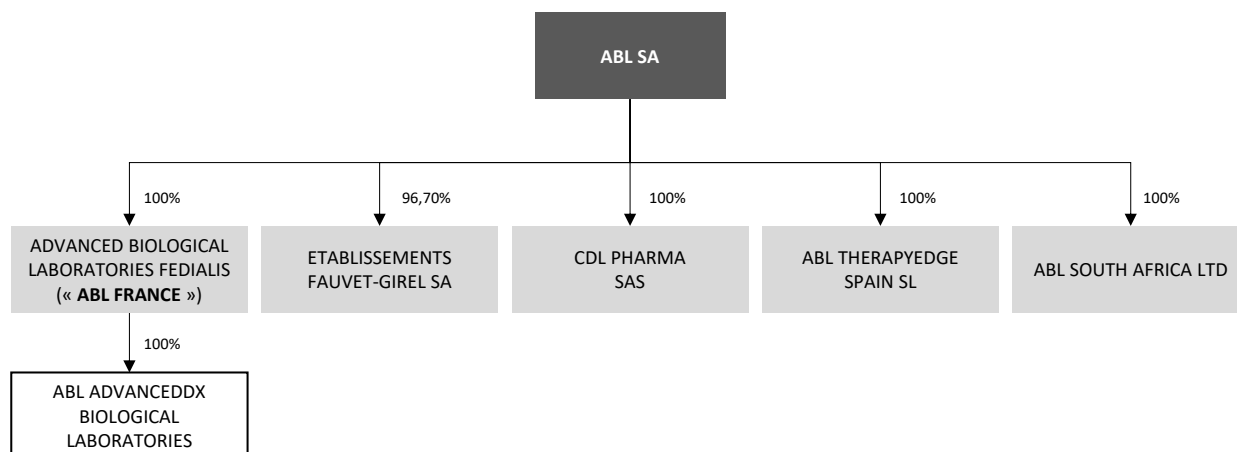 ABL SA
100%
96,70%
100%
100%
100%
ADVANCED BIOLOGICAL
LABORATORIES FEDIALIS
(« ABL FRANCE »)
ETABLISSEMENTS
FAUVET-GIREL SA
CDL PHARMA
SAS
ABL THERAPYEDGE
SPAIN SL
ABL SOUTH AFRICA LTD
100%
ABL ADVANCEDDX
BIOLOGICAL
LABORATORIES